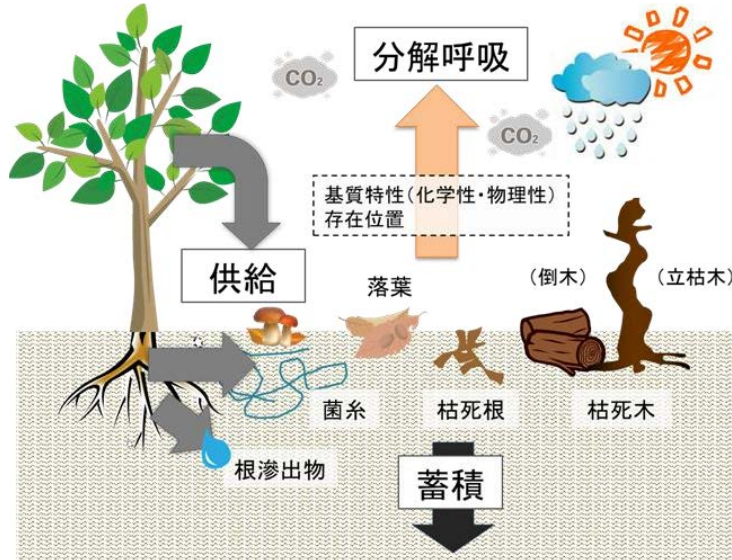 分解呼吸
CO₂
CO₂
基質特性(化学性・物理性)
存在位置
供給
落葉
(倒木)
(立枯木)
菌糸
枯死根
枯死木
根滲出物
蓄積